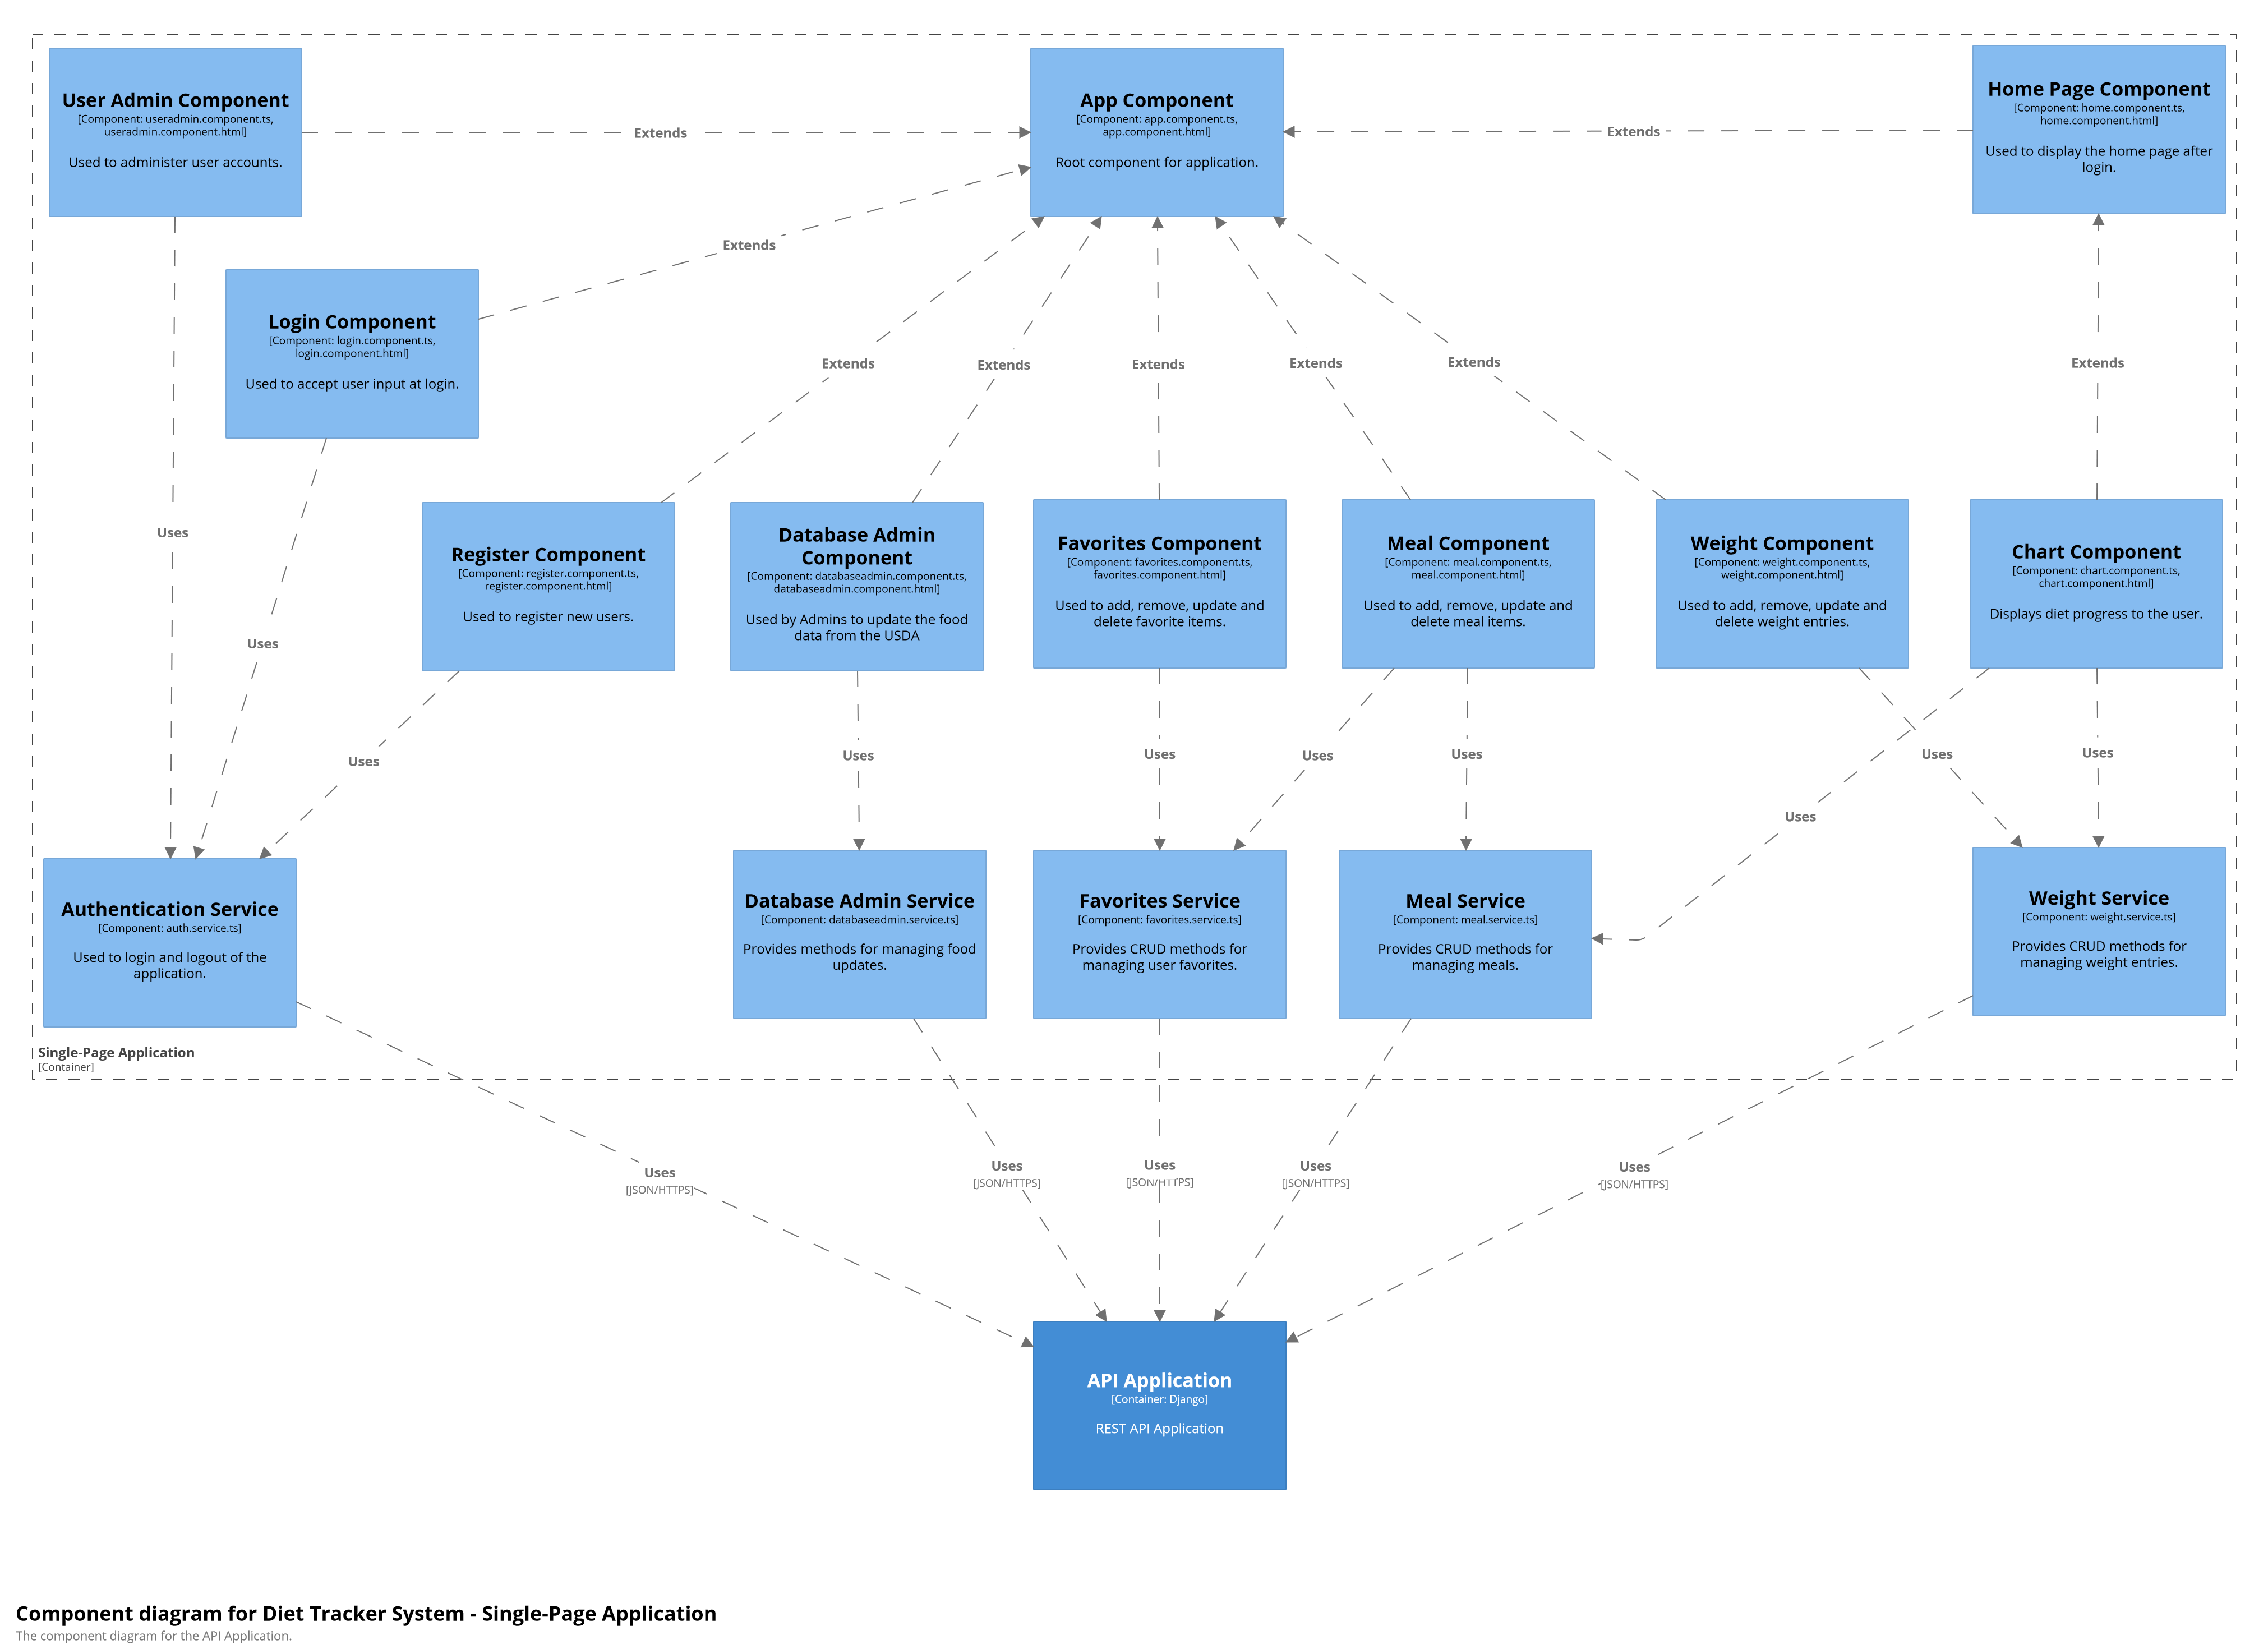 User Admin Component
[Component: useradmin.component.ts,
useradmin.component.html]
Used to administer user accounts.
Extends
App Component
[Component: app.component.ts,
app.component.html]
Root component for application.
Extends
Home Page Component
[Component: home.component.ts,
home.component.html]
Used to display the home page after
login.
Extends
Login Component
[Component: login.component.ts,
login.component.html]
Used to accept user input at login.
Extends
Extends
Extends
Extends
Extends
Extends
Uses
Uses
Register Component
[Component: register.component.ts,
register.component.html]
Used to register new users.
Database Admin
Component
[Component: databaseadmin.component.ts,
databaseadmin.component.html]
Used by Admins to update the food
data from the USDA
Favorites Component
[Component: favorites.component.ts,
favorites.component.html]
Used to add, remove, update and
delete favorite items.
Meal Component
[Component: meal.component.ts,
meal.component.html]
Used to add, remove, update and
delete meal items.
Weight Component
[Component: weight.component.ts,
weight.component.html]
Used to add, remove, update and
delete weight entries.
Chart Component
[Component: chart.component.ts,
chart.component.html]
Displays diet progress to the user.
Uses
Uses
Uses
Uses
Uses
Uses
Uses
Uses
Authentication Service
[Component: auth.service.ts]
Used to login and logout of the
application.
Database Admin Service
[Component: databaseadmin.service.ts]
Provides methods for managing food
updates.
Favorites Service
[Component: favorites.service.ts]
Provides CRUD methods for
managing user favorites.
Meal Service
[Component: meal.service.ts]
Provides CRUD methods for
managing meals.
Weight Service
[Component: weight.service.ts]
Provides CRUD methods for
managing weight entries.
Single-Page Application
[Container]
Uses
[JSON/HTTPS]
Uses
[JSON/HTTPS]
Uses
[JSON/HTTPS]
Uses
[JSON/HTTPS]
Uses
[JSON/HTTPS]
API Application
[Container: Django]
REST API Application
Component diagram for Diet Tracker System - Single-Page Application
The component diagram for the API Application.